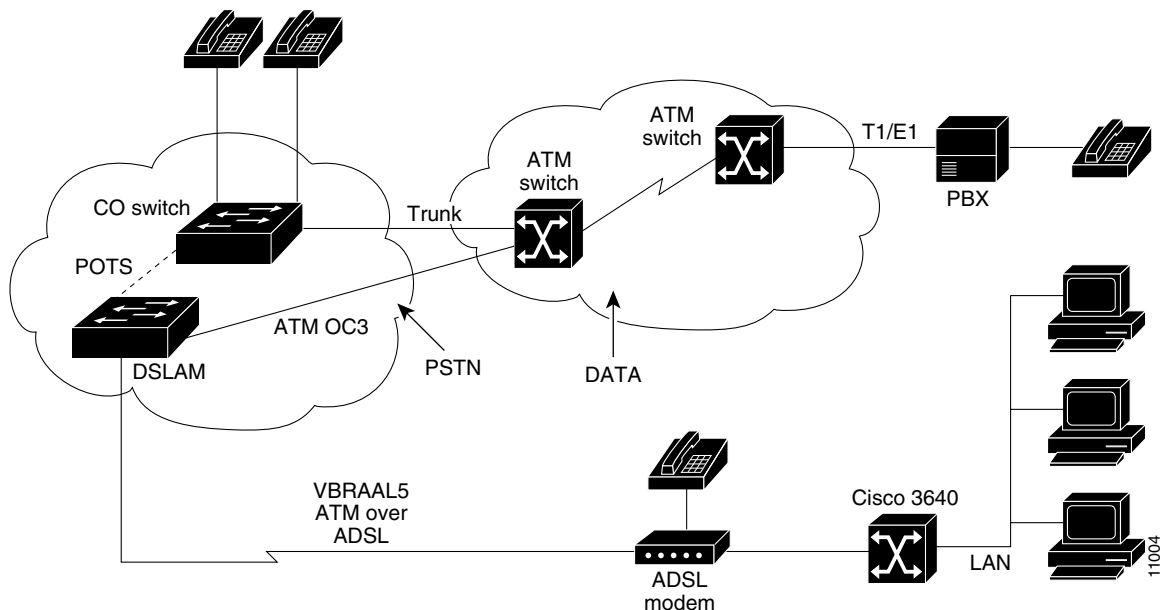 ATM
switch
T1/E1
ATM
switch
PBX
CO switch
Trunk
POTS
ATM OC3
PSTN
DATA
DSLAM
VBRAAL5
ATM over
ADSL
Cisco 3640
LAN
ADSL
modem
11004